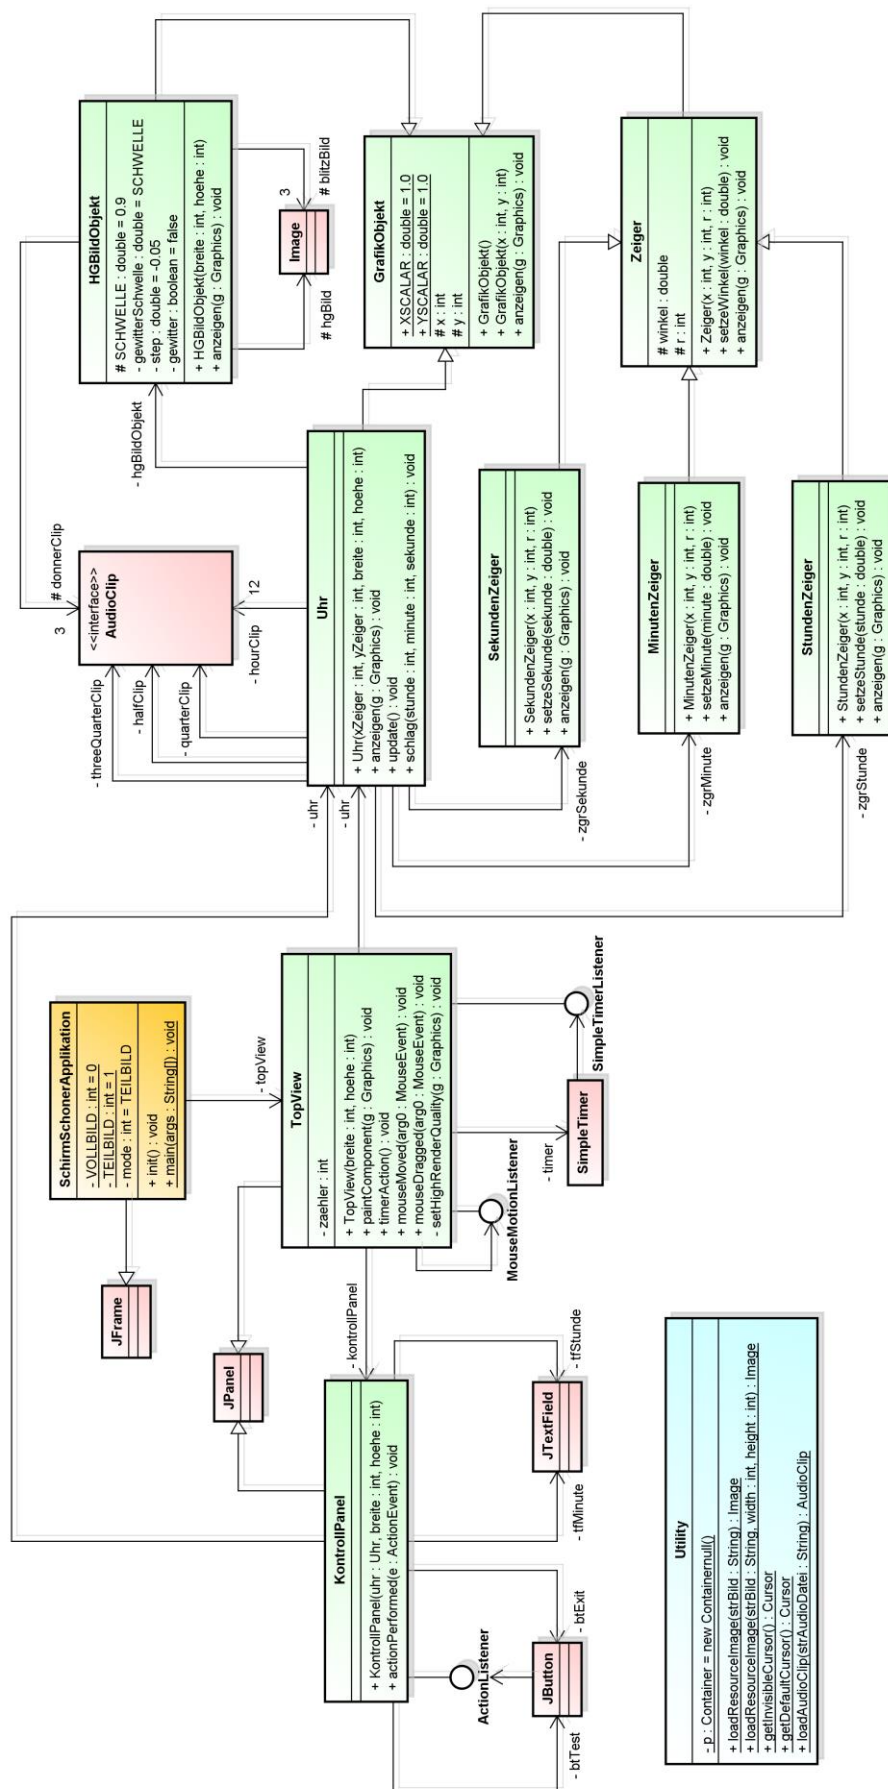 SchirmSchonerApplikation
- VOLLBILD : int = 0
- TEILBILD : int = 1
- mode : int = TEILBILD
+ init() : void
+ main(args : String[]) : void
JFrame
JPanel
- topView
KontrollPanel
+ KontrollPanel(uhr : Uhr, breite : int, hoehe : int)
+ actionPerformed(e : ActionEvent) : void
- kontrollPanel
TopView
- zaehler : int
+ TopView(breite : int, hoehe : int)
+ paintComponent(g : Graphics) : void
+ timerAction() : void
+ mouseMoved(arg0 : MouseEvent) : void
+ mouseDragged(arg0 : MouseEvent) : void
- setHighRenderQuality(g : Graphics) : void
- uhr
- uhr
ActionListener
JButton
- btTest
- btExit
JTextField
- tfMinute
- tfStunde
MouseMotionListener
- timer
SimpleTimer
SimpleTimerListener
Utility
- p : Container = new Containernull()
+ loadResourceImage(strBild : String) : Image
+ loadResourceImage(strBild : String, width : int, height : int) : Image
+ getInvisibleCursor() : Cursor
+ getDefaultCursor() : Cursor
+ loadAudioClip(strAudioDatei : String) : AudioClip
<<interface>>
AudioClip
3
# donnerClip
- threeQuarterClip
- halfClip
- quarterClip
- hourClip
12
HGBildObjekt
# SCHWELLE : double = 0.9
- gewitterSchwelle : double = SCHWELLE
- step : double = -0.05
- gewitter : boolean = false
+ HGBildObjekt(breite : int, hoehe : int)
+ anzeigen(g : Graphics) : void
- hgBildObjekt
Image
# hgBild
3
# blitzBild
Uhr
+ Uhr(xZeiger : int, yZeiger : int, breite : int, hoehe : int)
+ anzeigen(g : Graphics) : void
+ update() : void
+ schlag(stunde : int, minute : int, sekunde : int) : void
GrafikObjekt
+ XSCALAR : double = 1.0
+ YSCALAR : double = 1.0
# x : int
# y : int
+ GrafikObjekt()
+ GrafikObjekt(x : int, y : int)
+ anzeigen(g : Graphics) : void
- zgrSekunde
SekundenZeiger
+ SekundenZeiger(x : int, y : int, r : int)
+ setzeSekunde(sekunde : double) : void
+ anzeigen(g : Graphics) : void
- zgrMinute
MinutenZeiger
+ MinutenZeiger(x : int, y : int, r : int)
+ setzeMinute(minute : double) : void
+ anzeigen(g : Graphics) : void
- zgrStunde
StundenZeiger
+ StundenZeiger(x : int, y : int, r : int)
+ setzeStunde(stunde : double) : void
+ anzeigen(g : Graphics) : void
Zeiger
# winkel : double
# r : int
+ Zeiger(x : int, y : int, r : int)
+ setzeWinkel(winkel : double) : void
+ anzeigen(g : Graphics) : void